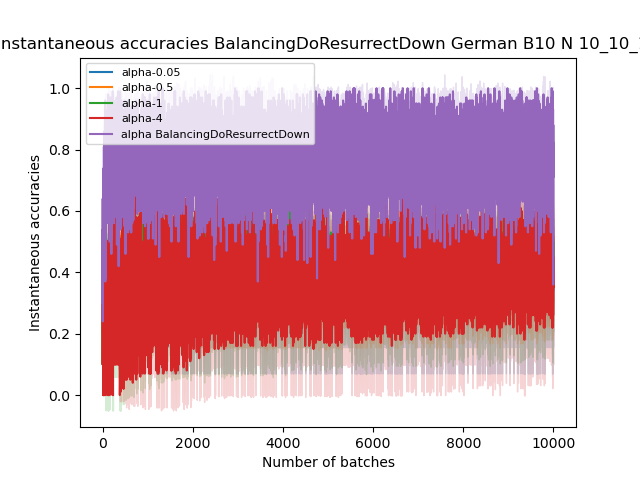 nstantaneous accuracies BalancingDoResurrectDown German B10 N 10_10_
alpha-0.05
alpha-0.5
alpha-1
alpha-4
alpha BalancingDoResurrectDown
Instantaneous accuracies
1.0
0.8
0.6
0.4
0.2
0.0
0 2000 4000 6000 8000 10000
Number of batches